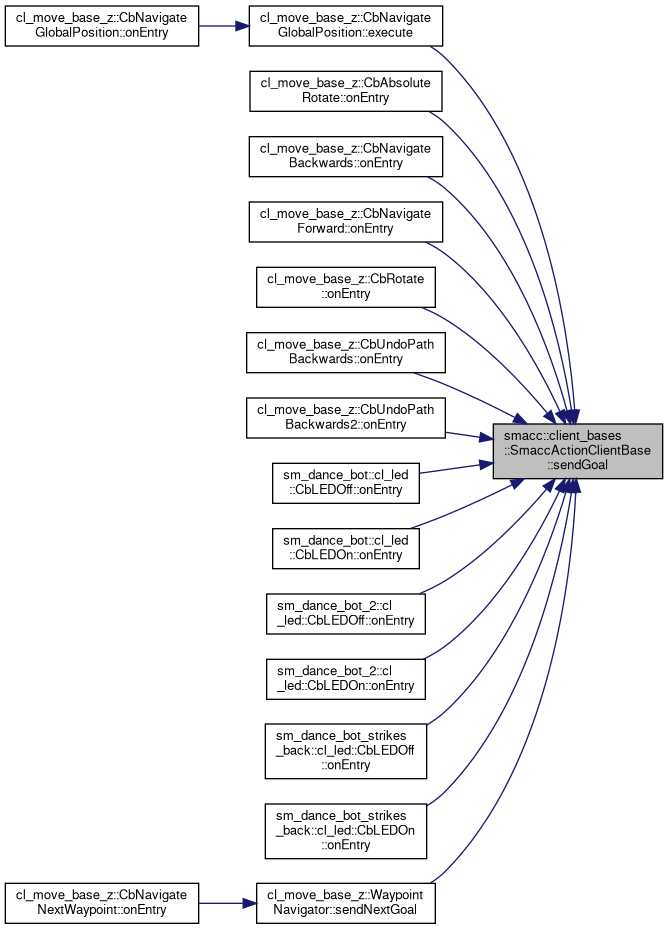 cl_move_base_z::CbNavigate
GlobalPosition::onEntry
cl_move_base_z::CbNavigate
GlobalPosition::execute
cl_move_base_z::CbAbsolute
Rotate::onEntry
cl_move_base_z::CbNavigate
Backwards::onEntry
cl_move_base_z::CbNavigate
Forward::onEntry
cl_move_base_z::CbRotate
::onEntry
cl_move_base_z::CbUndoPath
Backwards::onEntry
cl_move_base_z::CbUndoPath
Backwards2::onEntry
smacc::client_bases
::SmaccActionClientBase
::sendGoal
sm_dance_bot::cl_led
::CbLEDOff::onEntry
sm_dance_bot::cl_led
::CbLEDOn::onEntry
sm_dance_bot_2::cl
_led::CbLEDOff::onEntry
sm_dance_bot_2::cl
_led::CbLEDOn::onEntry
sm_dance_bot_strikes
_back::cl_led::CbLEDOff
::onEntry
sm_dance_bot_strikes
_back::cl_led::CbLEDOn
::onEntry
cl_move_base_z::CbNavigate
NextWaypoint::onEntry
cl_move_base_z::Waypoint
Navigator::sendNextGoal